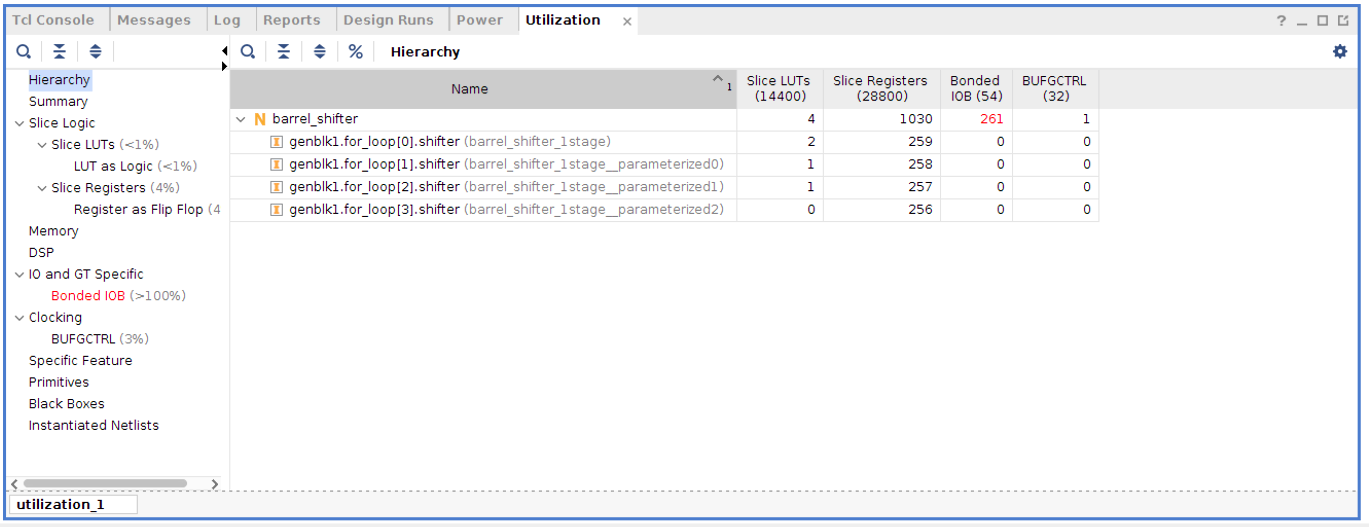 Tcl Console Messages Log Reports Design Runs Power Utilization × ? _
% Hierarchy
Hierarchy
Summary
Slice Logic
Slice LUTs (<1%)
LUT as Logic (<1%)
Slice Registers (4%)
Register as Flip Flop (4
Memory
DSP
IO and GT Specific
Bonded IOB (>100%)
Clocking
BUFGCTRL (3%)
Specific Feature
Primitives
Black Boxes
Instantiated Netlists
Name 1 Slice LUTs (14400) Slice Registers (28800) Bonded IOB (54) BUFGCTRL (32)
N barrel_shifter 4 1030 261 1
I genblk1.for_loop[0].shifter (barrel_shifter_1stage) 2 259 0 0
I genblk1.for_loop[1].shifter (barrel_shifter_1stage__parameterized0) 1 258 0 0
I genblk1.for_loop[2].shifter (barrel_shifter_1stage__parameterized1) 1 257 0 0
I genblk1.for_loop[3].shifter (barrel_shifter_1stage__parameterized2) 0 256 0 0
utilization_1